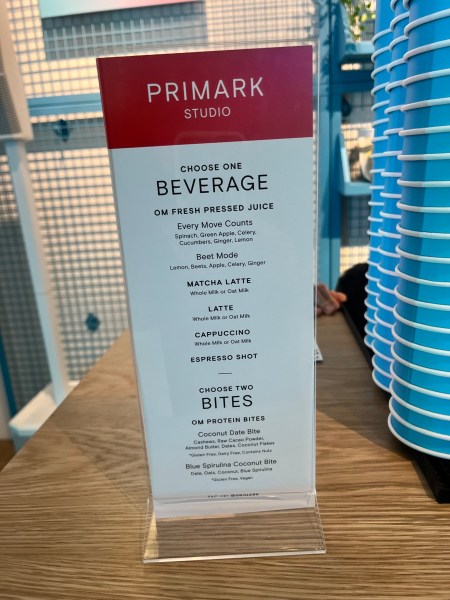 PRIMARK
STUDIO
CHOOSE ONE
BEVERAGE
OM FRESH PRESSED JUICE
Every Move Counts
Spinach, Green Apple, Celery,
Cucumbers, Ginger, Lemon
Beet Mode
Lemon, Beets, Apple, Celery, Ginger
MATCHA LATTE
Whole Milk or Oat Milk
LATTE
Whole Milk or Oat Milk
CAPPUCCINO
Whole Milk or Oat Milk
ESPRESSO SHOT
CHOOSE TWO
BITES
OM PROTEIN BITES
Coconut Date Bite
Cashews, Raw Cacao Powder,
Almond Butter, Dates, Coconut Flakes
*Gluten Free, Dairy Free, Contains Nuts
Blue Spirulina Coconut Bite
Date, Oats, Coconut, Blue Spirulina
*Gluten Free, Vegan